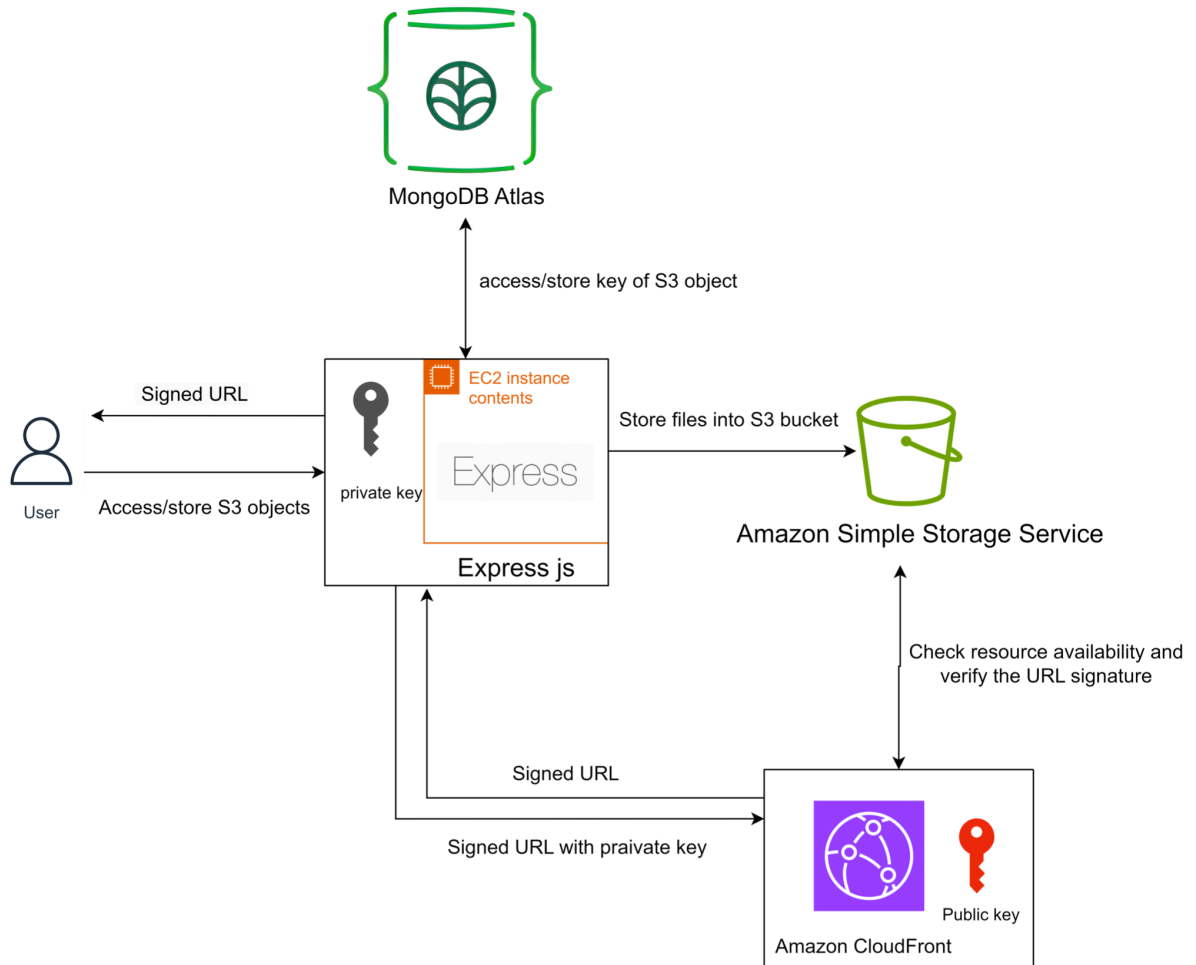 MongoDB Atlas
access/store key of S3 object
EC2 instance
contents
Signed URL
Store files into S3 bucket
Express
private key
User
Access/store S3 objects
Amazon Simple Storage Service
Express js
Check resource availability and
verify the URL signature
Signed URL
Signed URL with praivate key
Public key
Amazon CloudFront